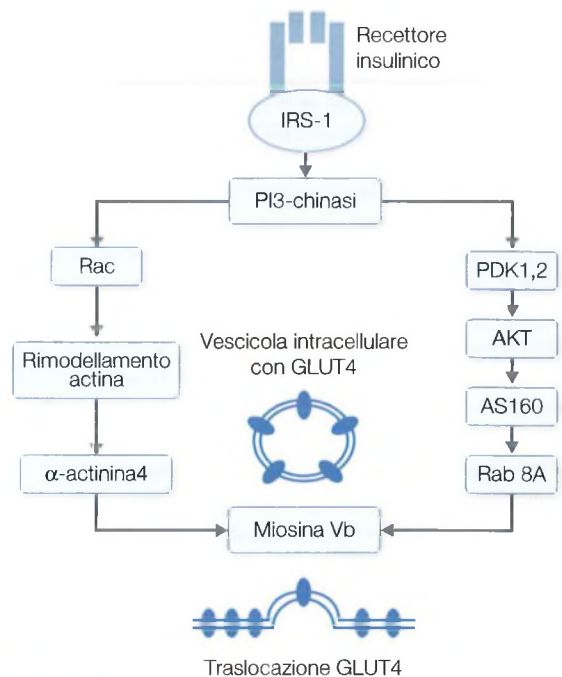 Recettore
insulinico
IRS-1
PI3-chinasi
Rac
PDK1,2
Rimodellamento
actina
Vescicola intracellulare
con GLUT4
AKT
AS160
α-actinina4
Rab 8A
Miosina Vb
Traslocazione GLUT4